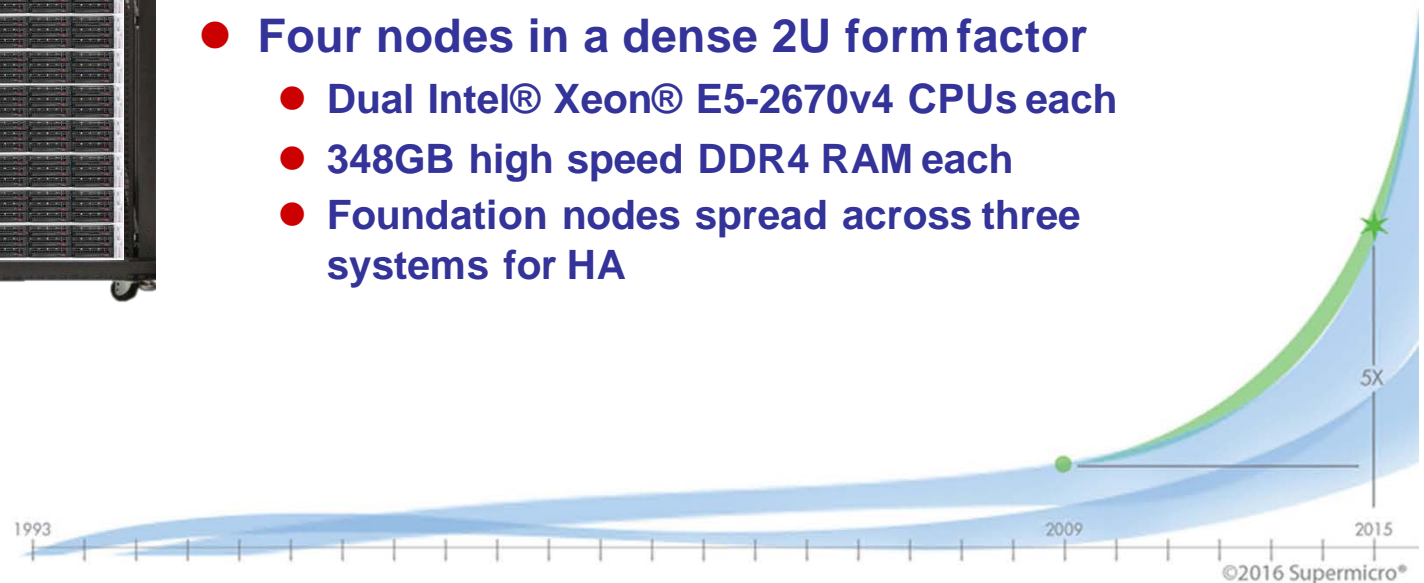 ● Four nodes in a dense 2U form factor
● Dual Intel® Xeon® E5-2670v4 CPUs each
● 348GB high speed DDR4 RAM each
● Foundation nodes spread across three
systems for HA
5X
1993
2009
2015
©2016 Supermicro®